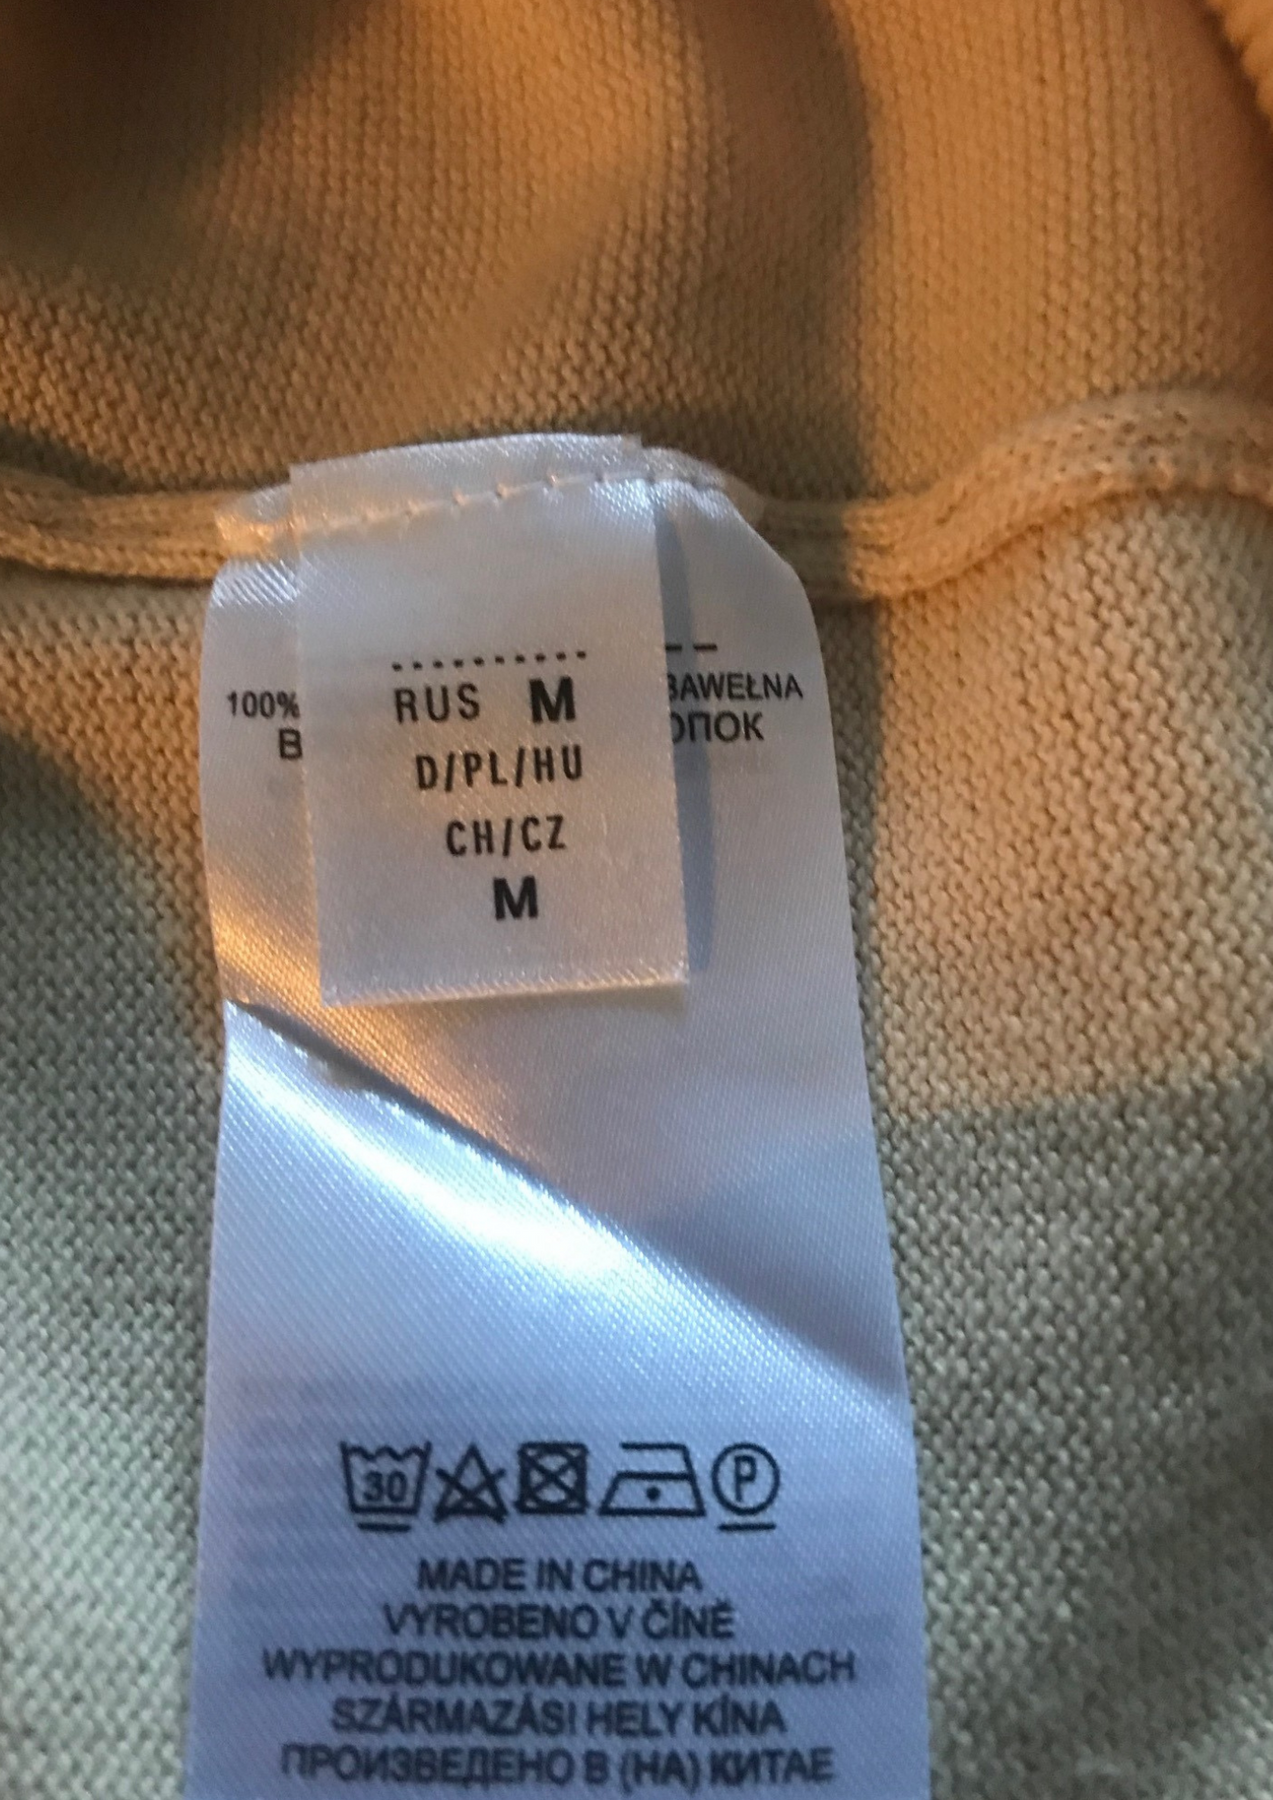 RUS M
D/PL/HU
CH/CZ
M
100%
30
P
MADE IN CHINA
VYROBENO V ČÍNĚ
WYPRODUKOWANE W CHINACH
SZÁRMAZÁSI HELY KÍNA
ПРОИЗВЕДЕНО В (НА) КИТАЕ